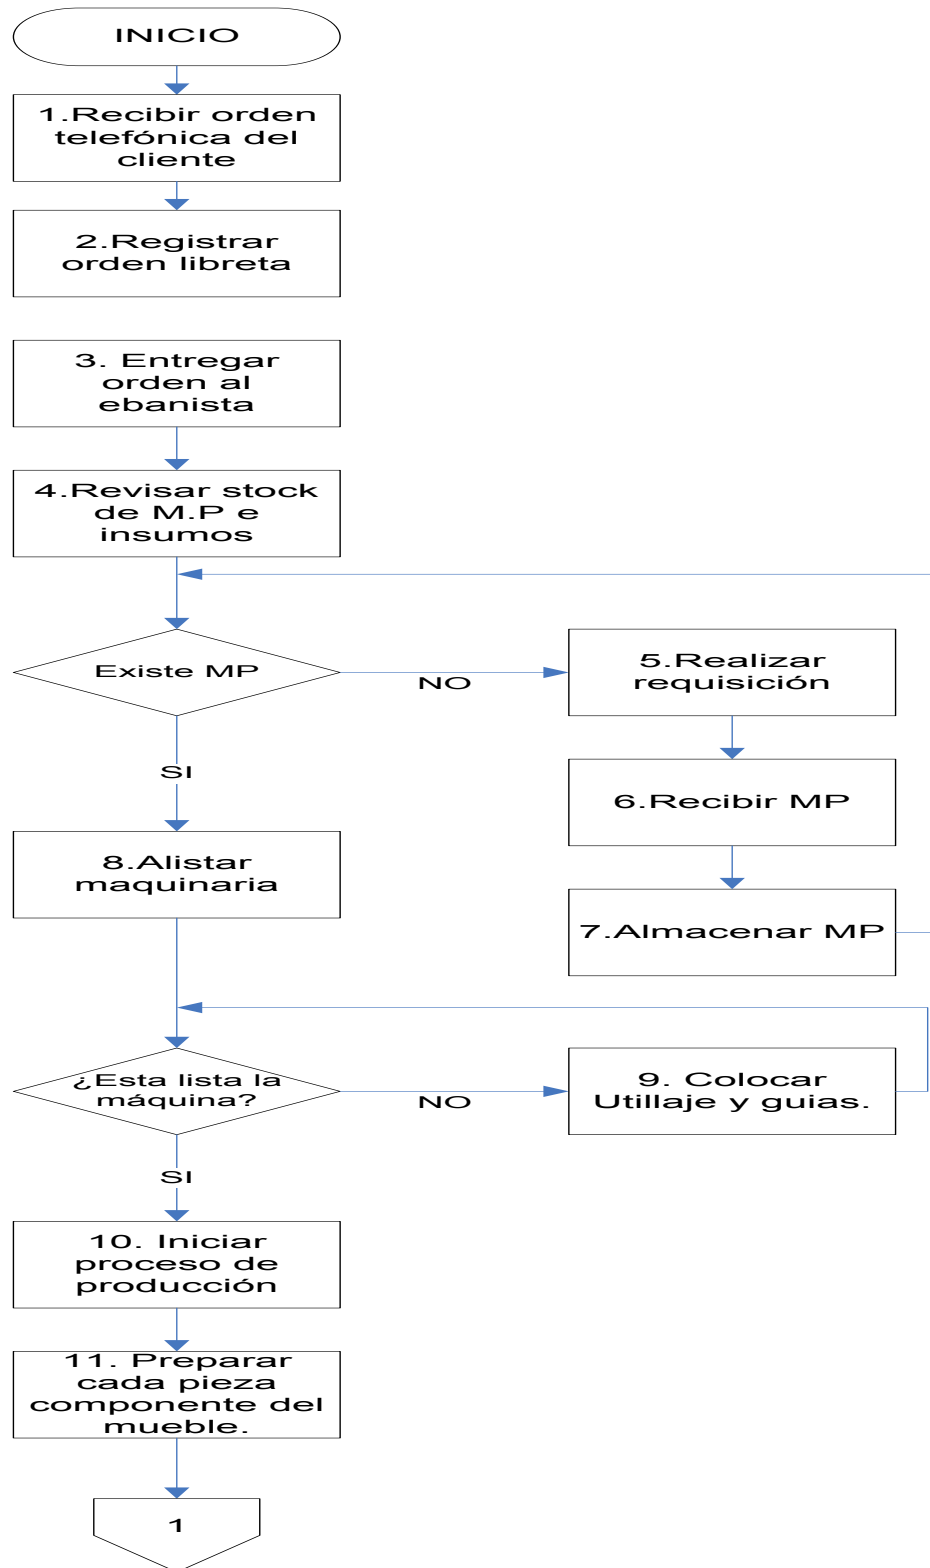 INICIO
1.Recibir orden
telefónica del
cliente
2.Registrar
orden libreta
3. Entregar
orden al
ebanista
4.Revisar stock
de M.P e
insumos
Existe MP
NO
5.Realizar
requisición
SI
6.Recibir MP
8.Alistar
maquinaria
7.Almacenar MP
¿Esta lista la
máquina?
NO
9. Colocar
Utillaje y guias.
SI
10. Iniciar
proceso de
producción
11. Preparar
cada pieza
componente del
mueble.
1